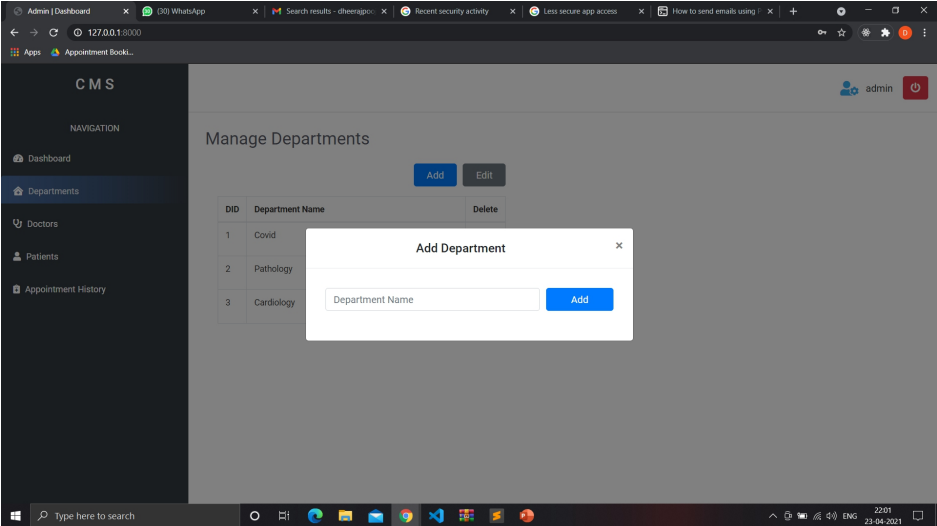 Admin | Dashboard
(30) WhatsApp
Search results - dheerajpoo
Recent security activity
Less secure app access
How to send emails using P
127.0.0.1:8000
Apps
Appointment Booki...
CMS
admin
NAVIGATION
Dashboard
Departments
Doctors
Patients
Appointment History
Manage Departments
Add Edit
DID Department Name Delete
1 Covid
2 Pathology
3 Cardiology
Add Department ×
Department Name Add
Type here to search
ENG
22:01
23-04-2021